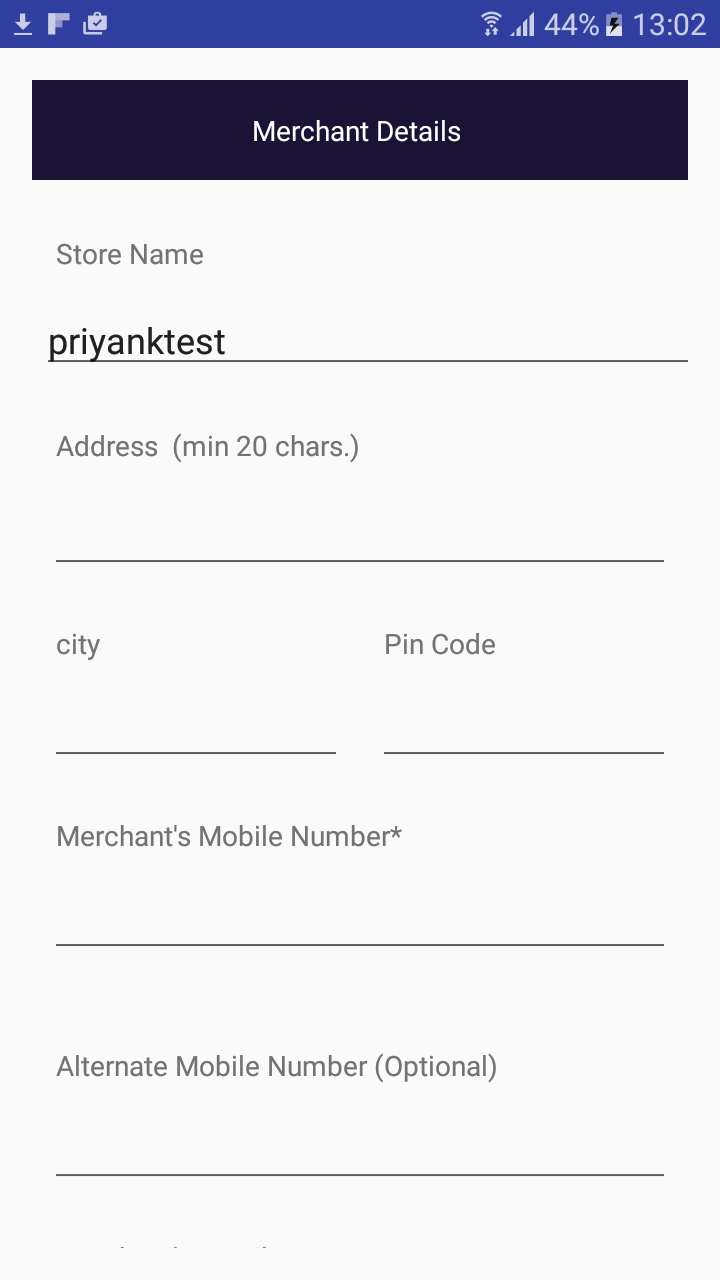 44% 13:02
Merchant Details
Store Name
priyanktest
Address  (min 20 chars.)
city Pin Code
Merchant's Mobile Number*
Alternate Mobile Number (Optional)